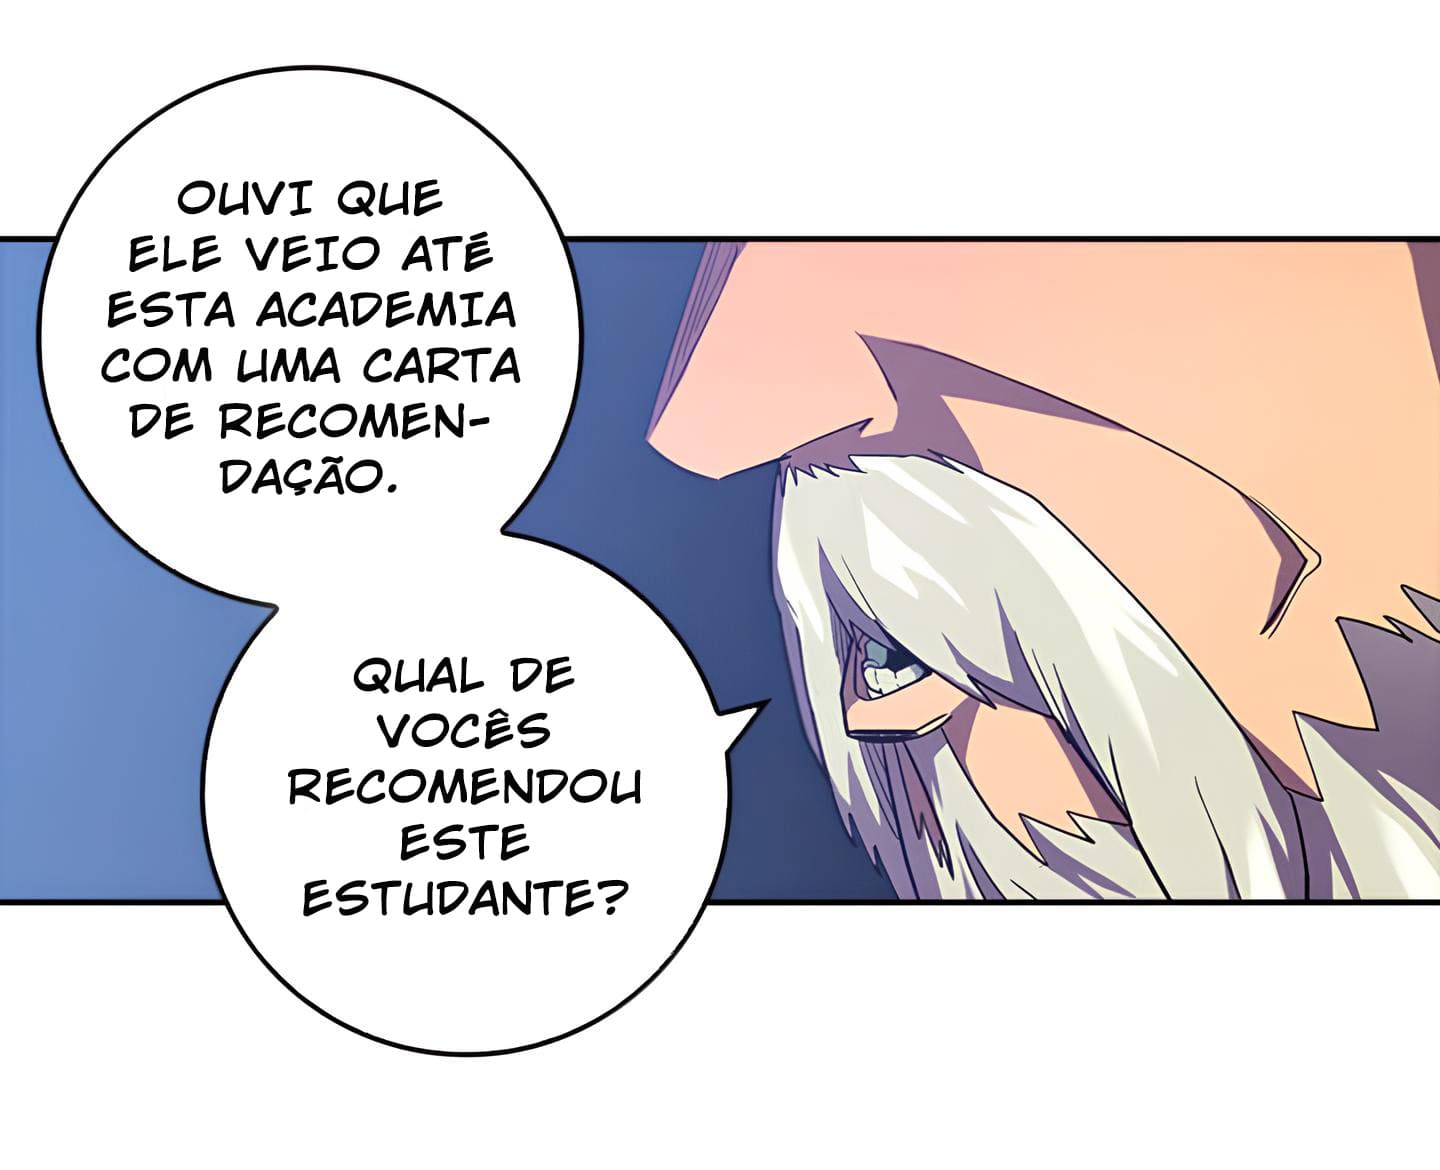 OUVI QUE
ELE VEIO ATÉ
ESTA ACADEMIA
COM UMA CARTA
DE RECOMEN-
DAÇÃO.
QUAL DE
VOCÊS
RECOMENDOU
ESTE
ESTUDANTE?